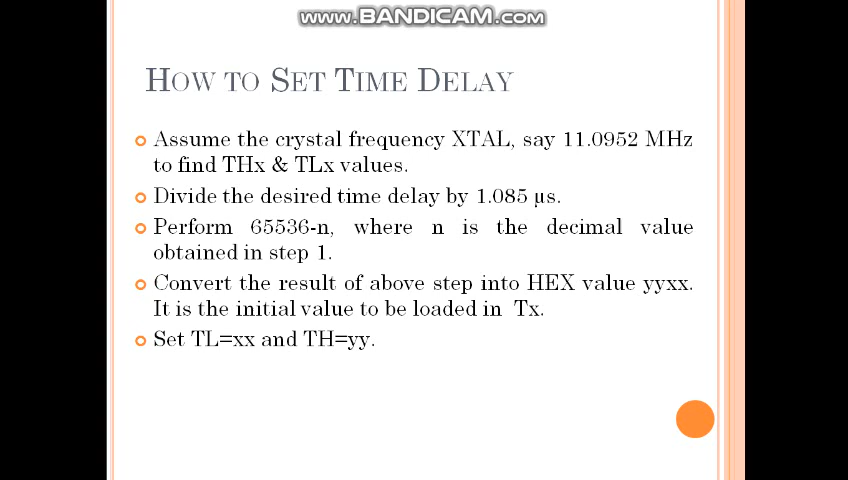 www.BANDICAM.com
HOW TO SET TIME DELAY
Assume the crystal frequency XTAL, say 11.0952 MHz
to find THx & TLx values.
Divide the desired time delay by 1.085 µs.
Perform 65536-n, where n is the decimal value
obtained in step 1.
Convert the result of above step into HEX value yyxx.
It is the initial value to be loaded in Tx.
Set TL=xx and TH=yy.